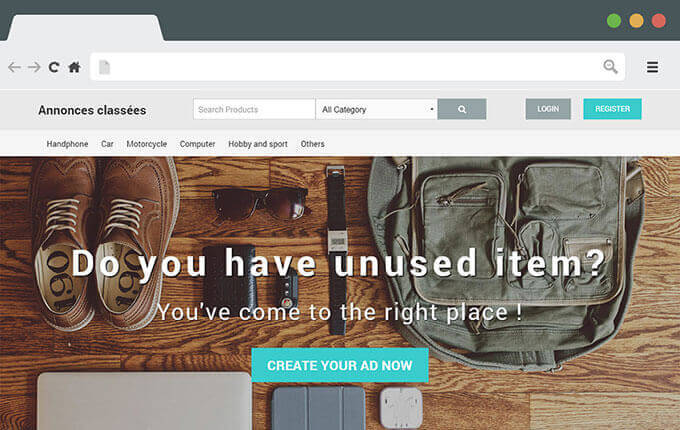 Annonces classées
Search Products
All Category
LOGIN
REGISTER
Handphone Car Motorcycle Computer Hobby and sport Others
Do you have unused item?
You've come to the right place !
CREATE YOUR AD NOW